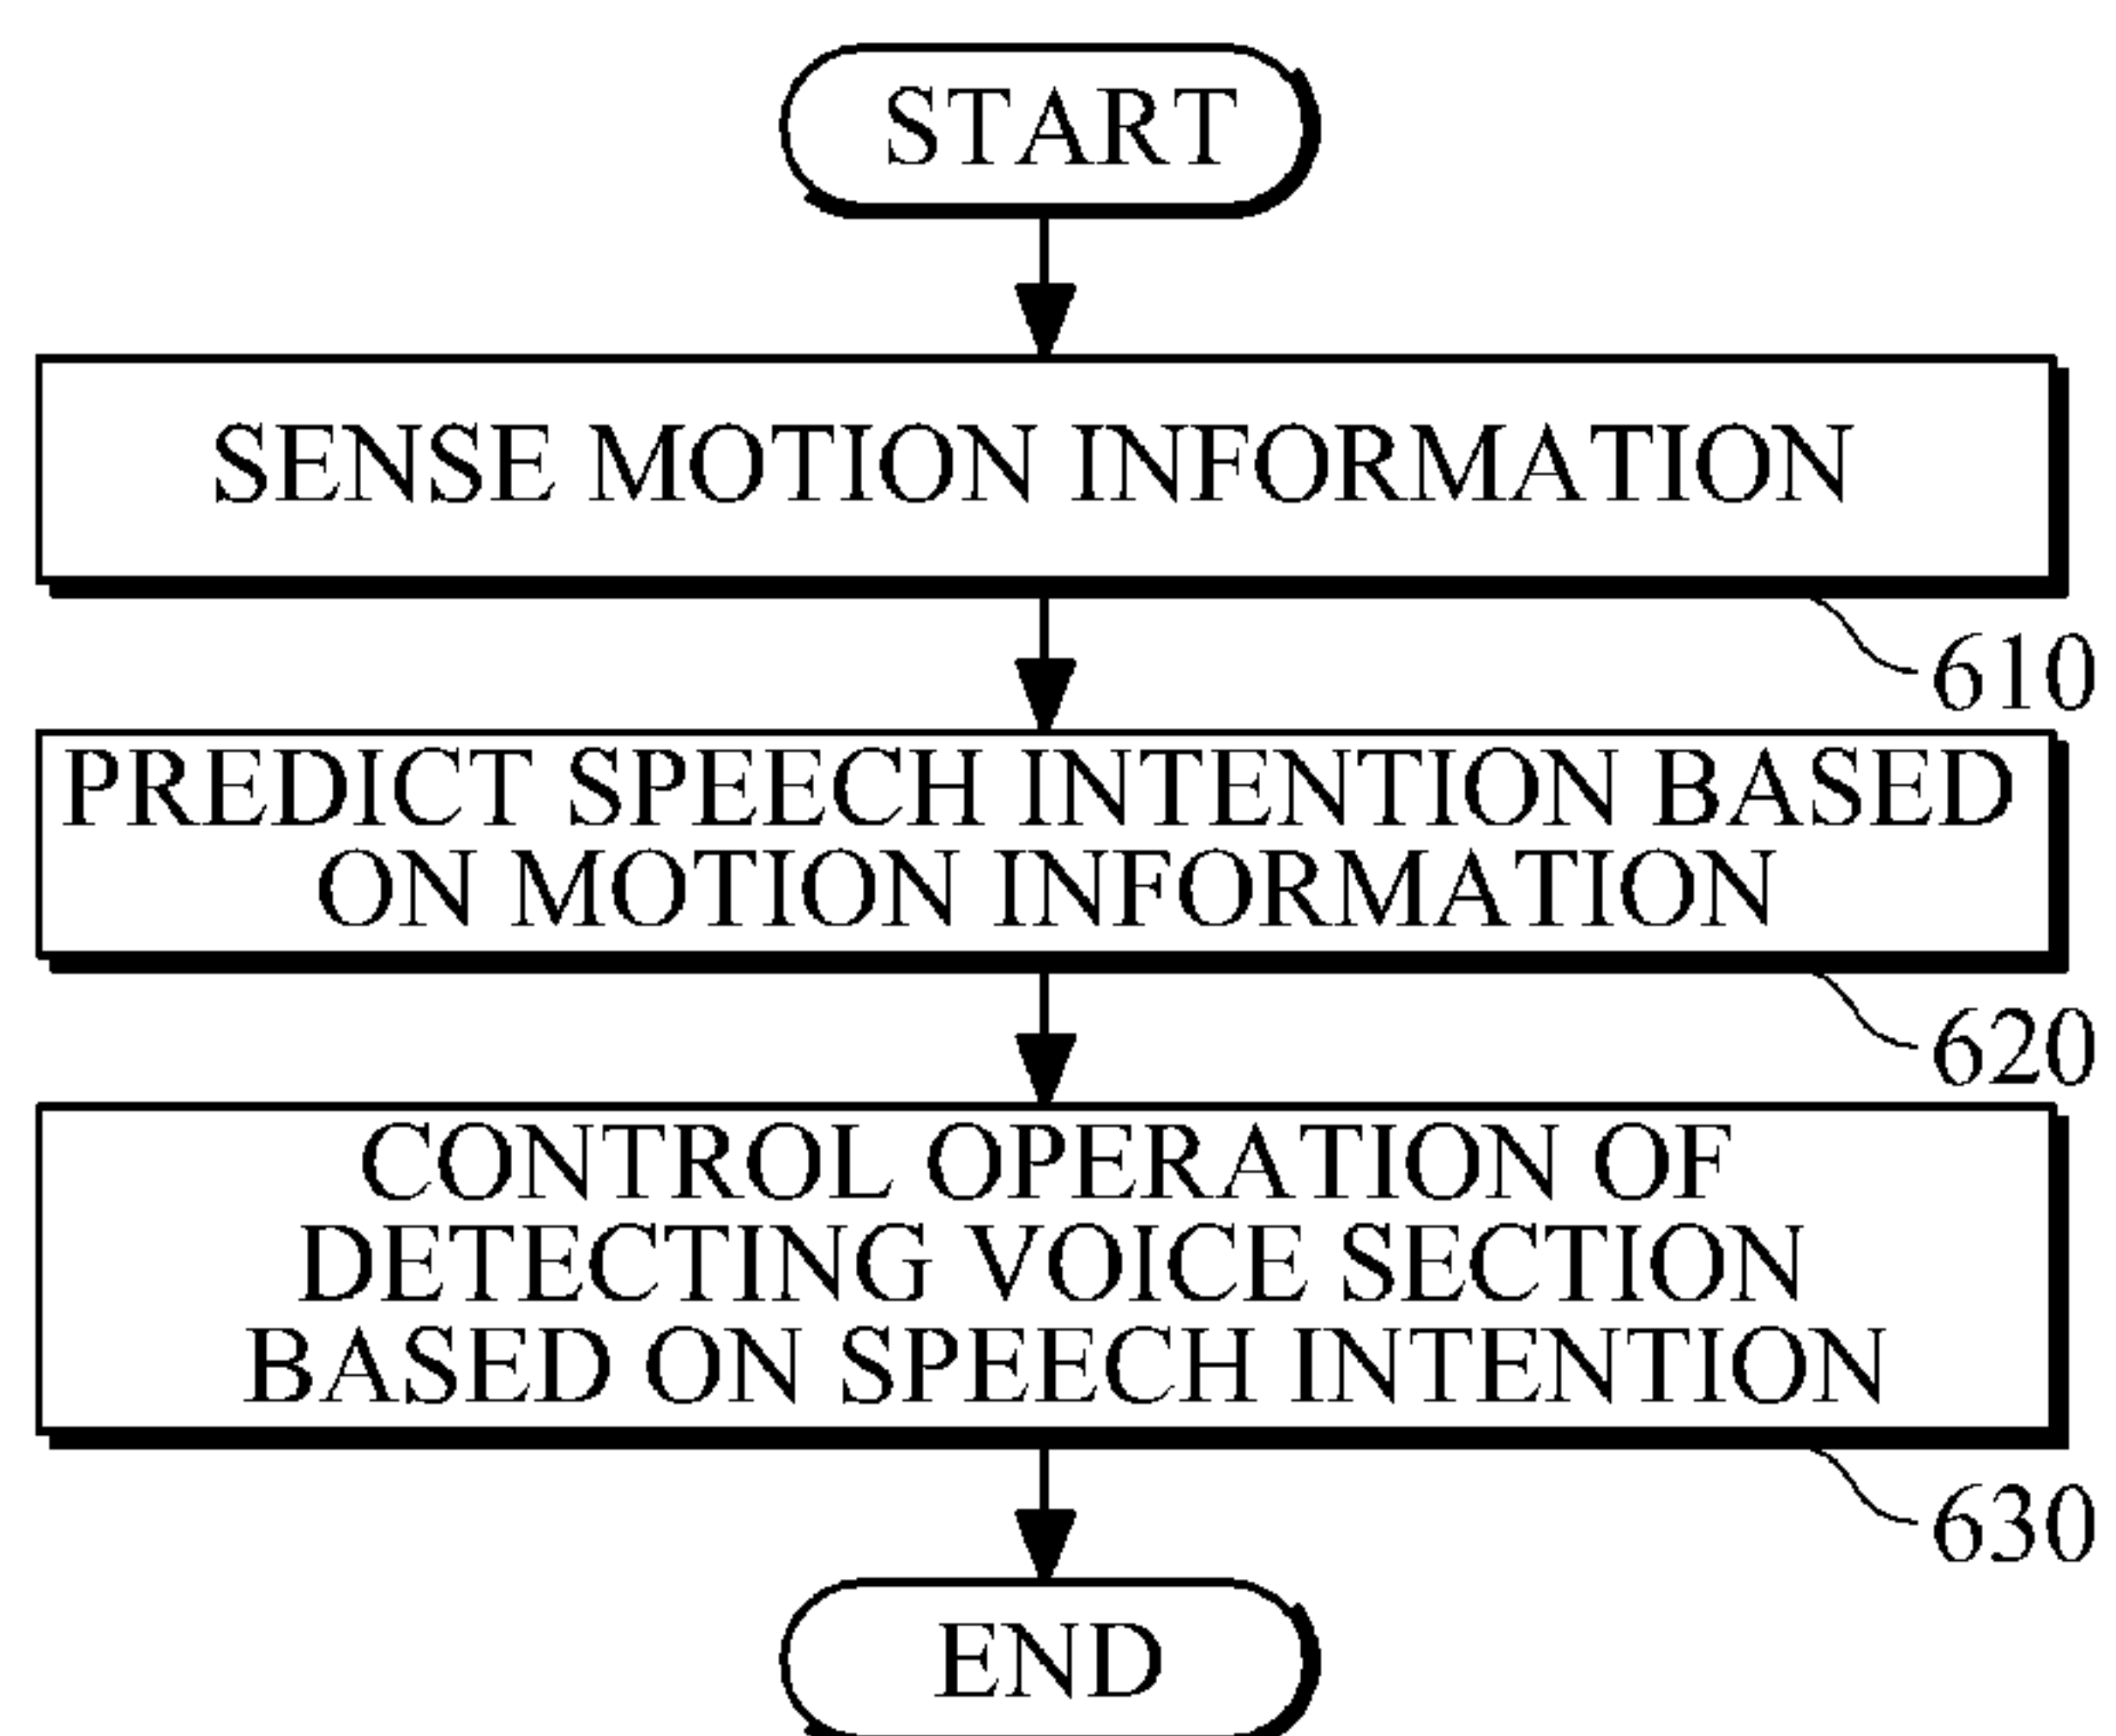 START
SENSE MOTION INFORMATION
610
PREDICT SPEECH INTENTION BASED
ON MOTION INFORMATION
620
CONTROL OPERATION OF
DETECTING VOICE SECTION
BASED ON SPEECH INTENTION
630
END